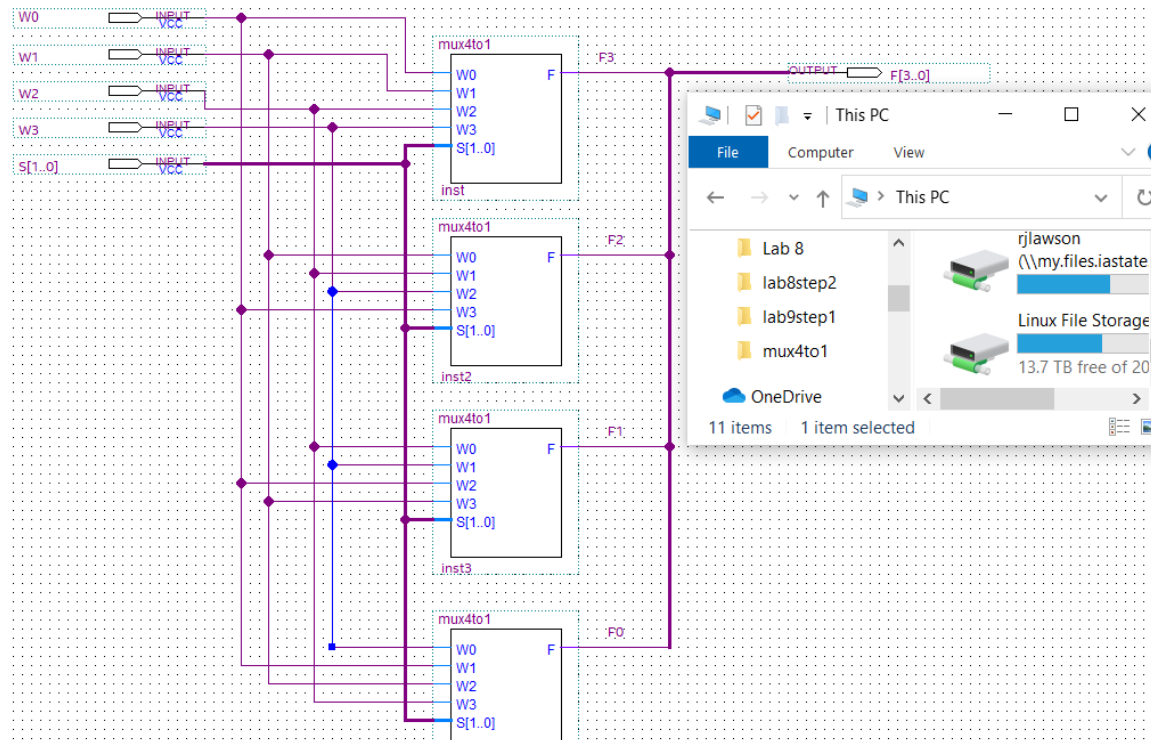 W0
INPUT
VCC
W1
INPUT
VCC
W2
INPUT
VCC
W3
INPUT
VCC
S[1..0]
INPUT
VCC
mux4to1
W0
W1
W2
W3
S[1..0]
F
inst
F3
OUTPUT
F[3..0]
mux4to1
W0
W1
W2
W3
S[1..0]
F
inst2
F2
mux4to1
W0
W1
W2
W3
S[1..0]
F
inst3
F1
mux4to1
W0
W1
W2
W3
S[1..0]
F
F0
This PC
File Computer View
This PC
Lab 8
lab8step2
lab9step1
mux4to1
OneDrive
rjlawson
(\\my.files.iastate
Linux File Storage
13.7 TB free of 20
11 items 1 item selected